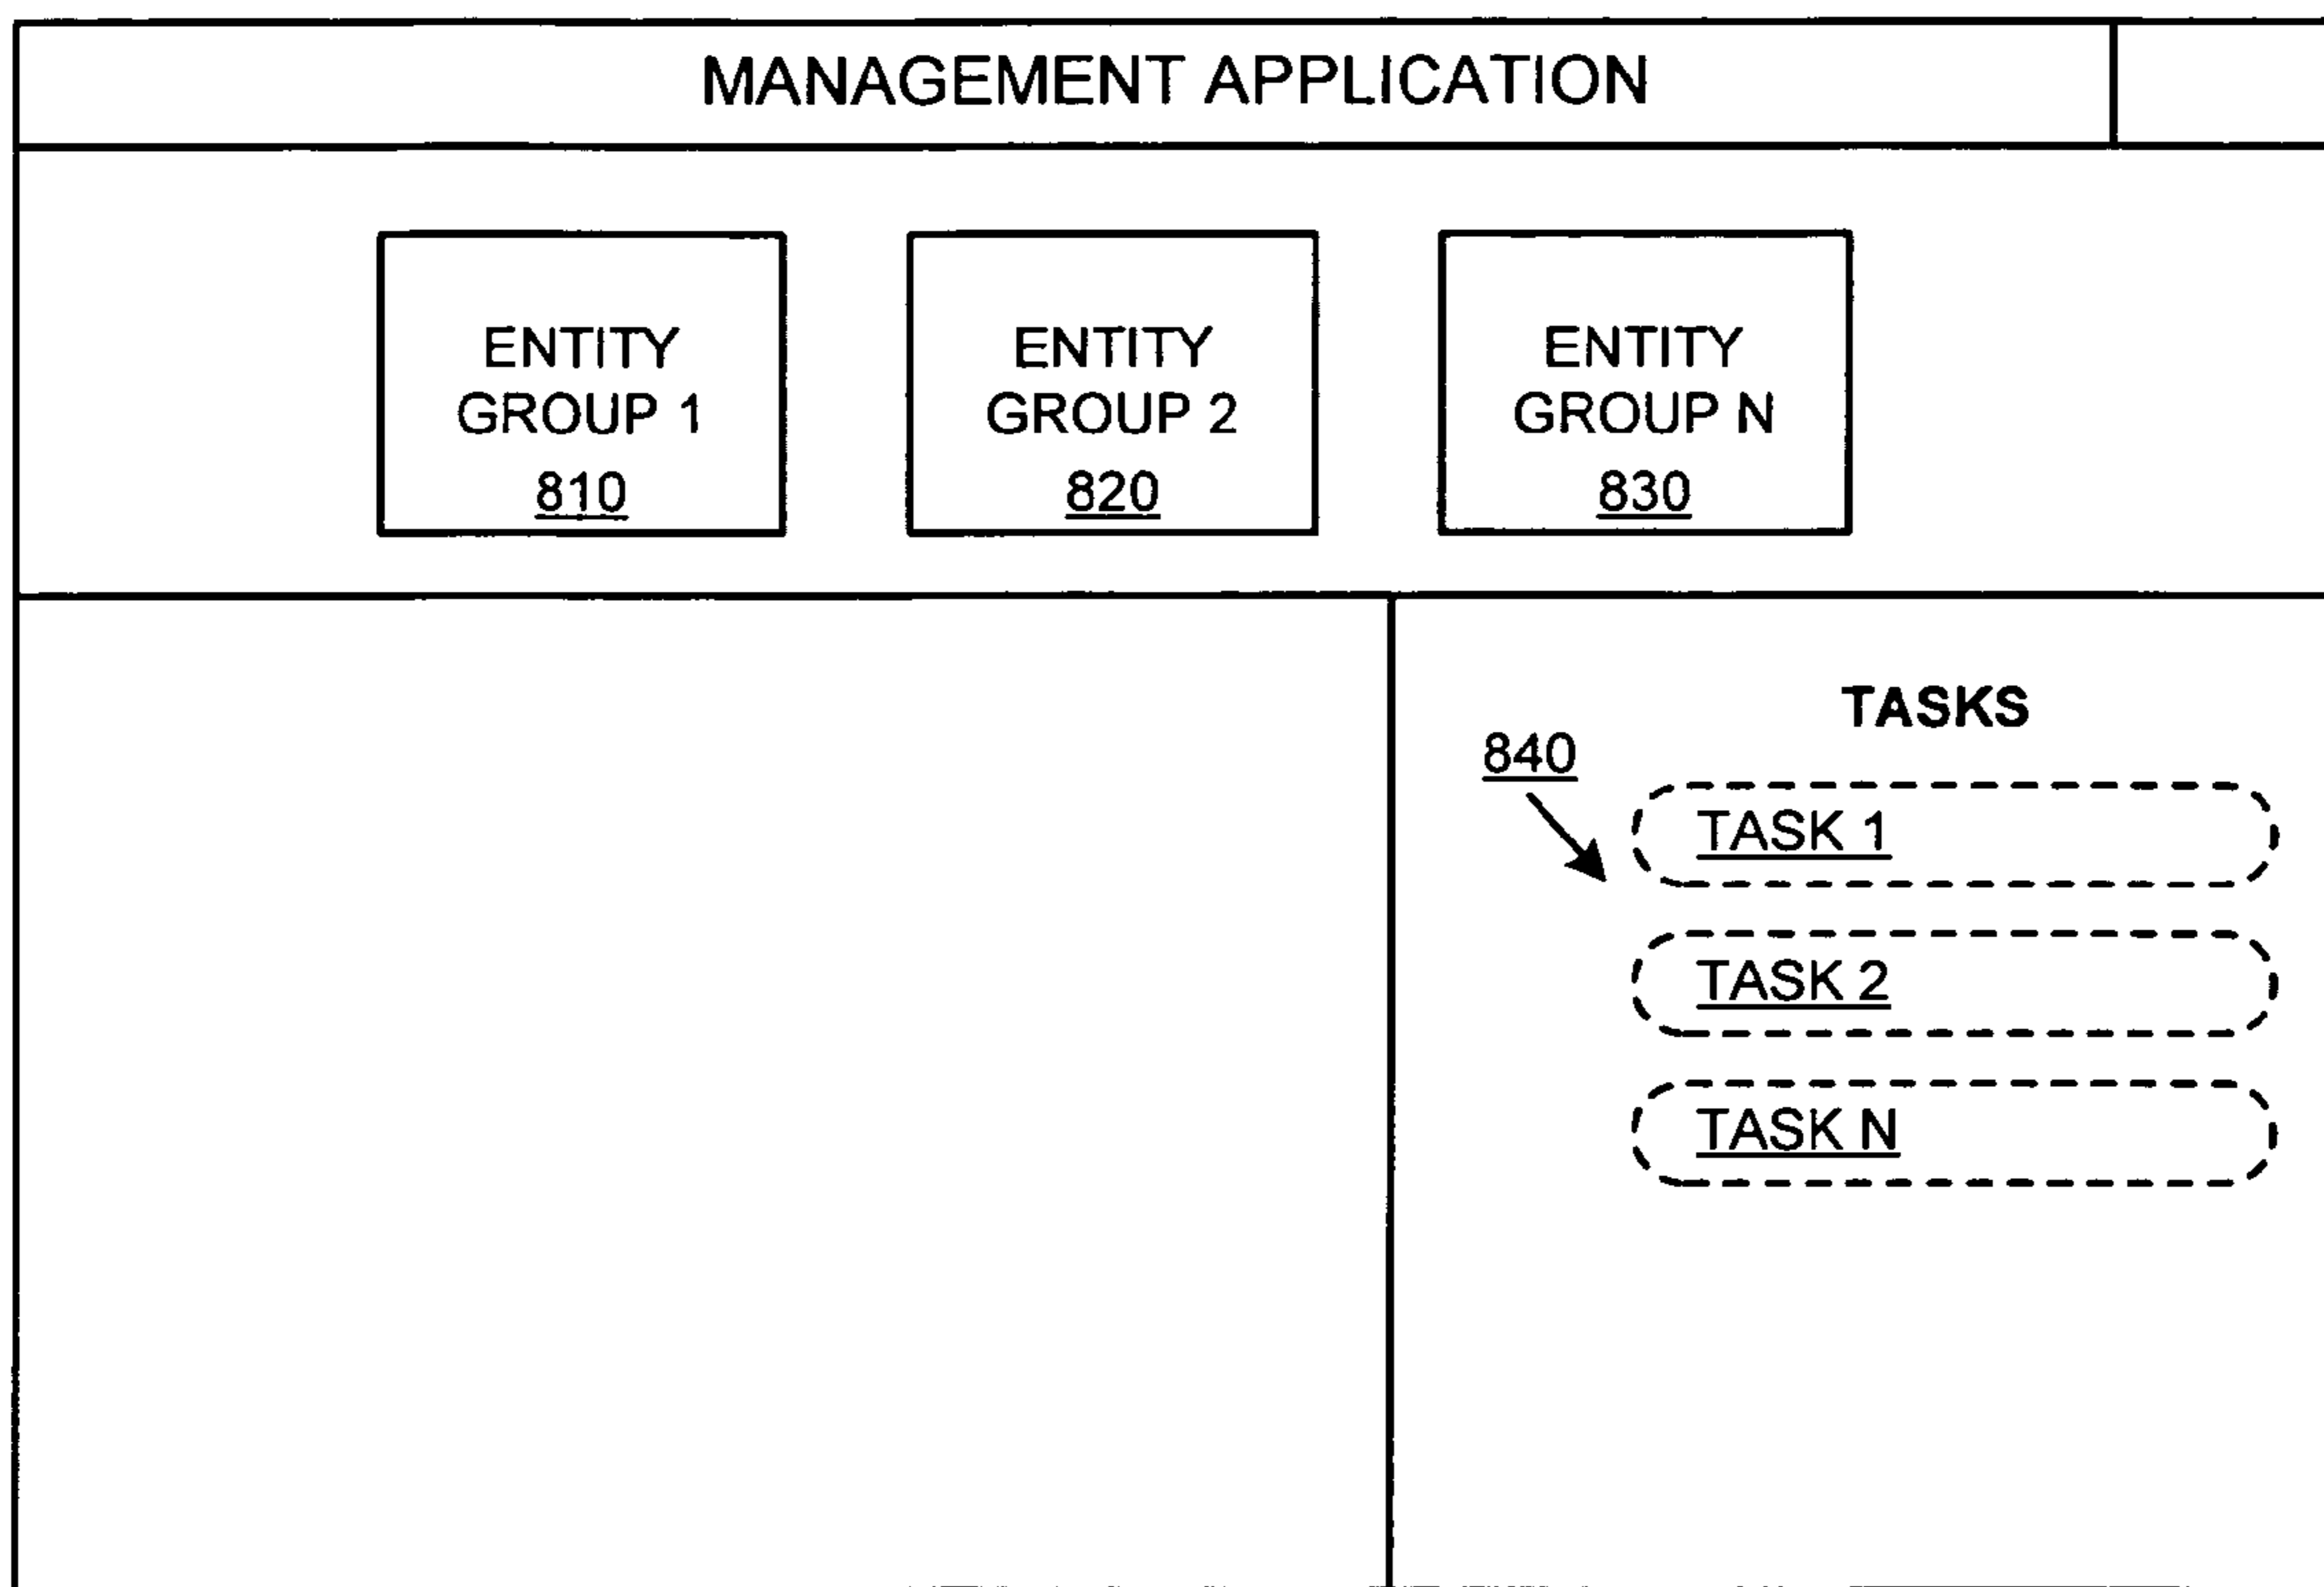 MANAGEMENT APPLICATION
ENTITY
GROUP 1
810
ENTITY
GROUP 2
820
ENTITY
GROUP N
830
TASKS
840
TASK 1
TASK 2
TASK N